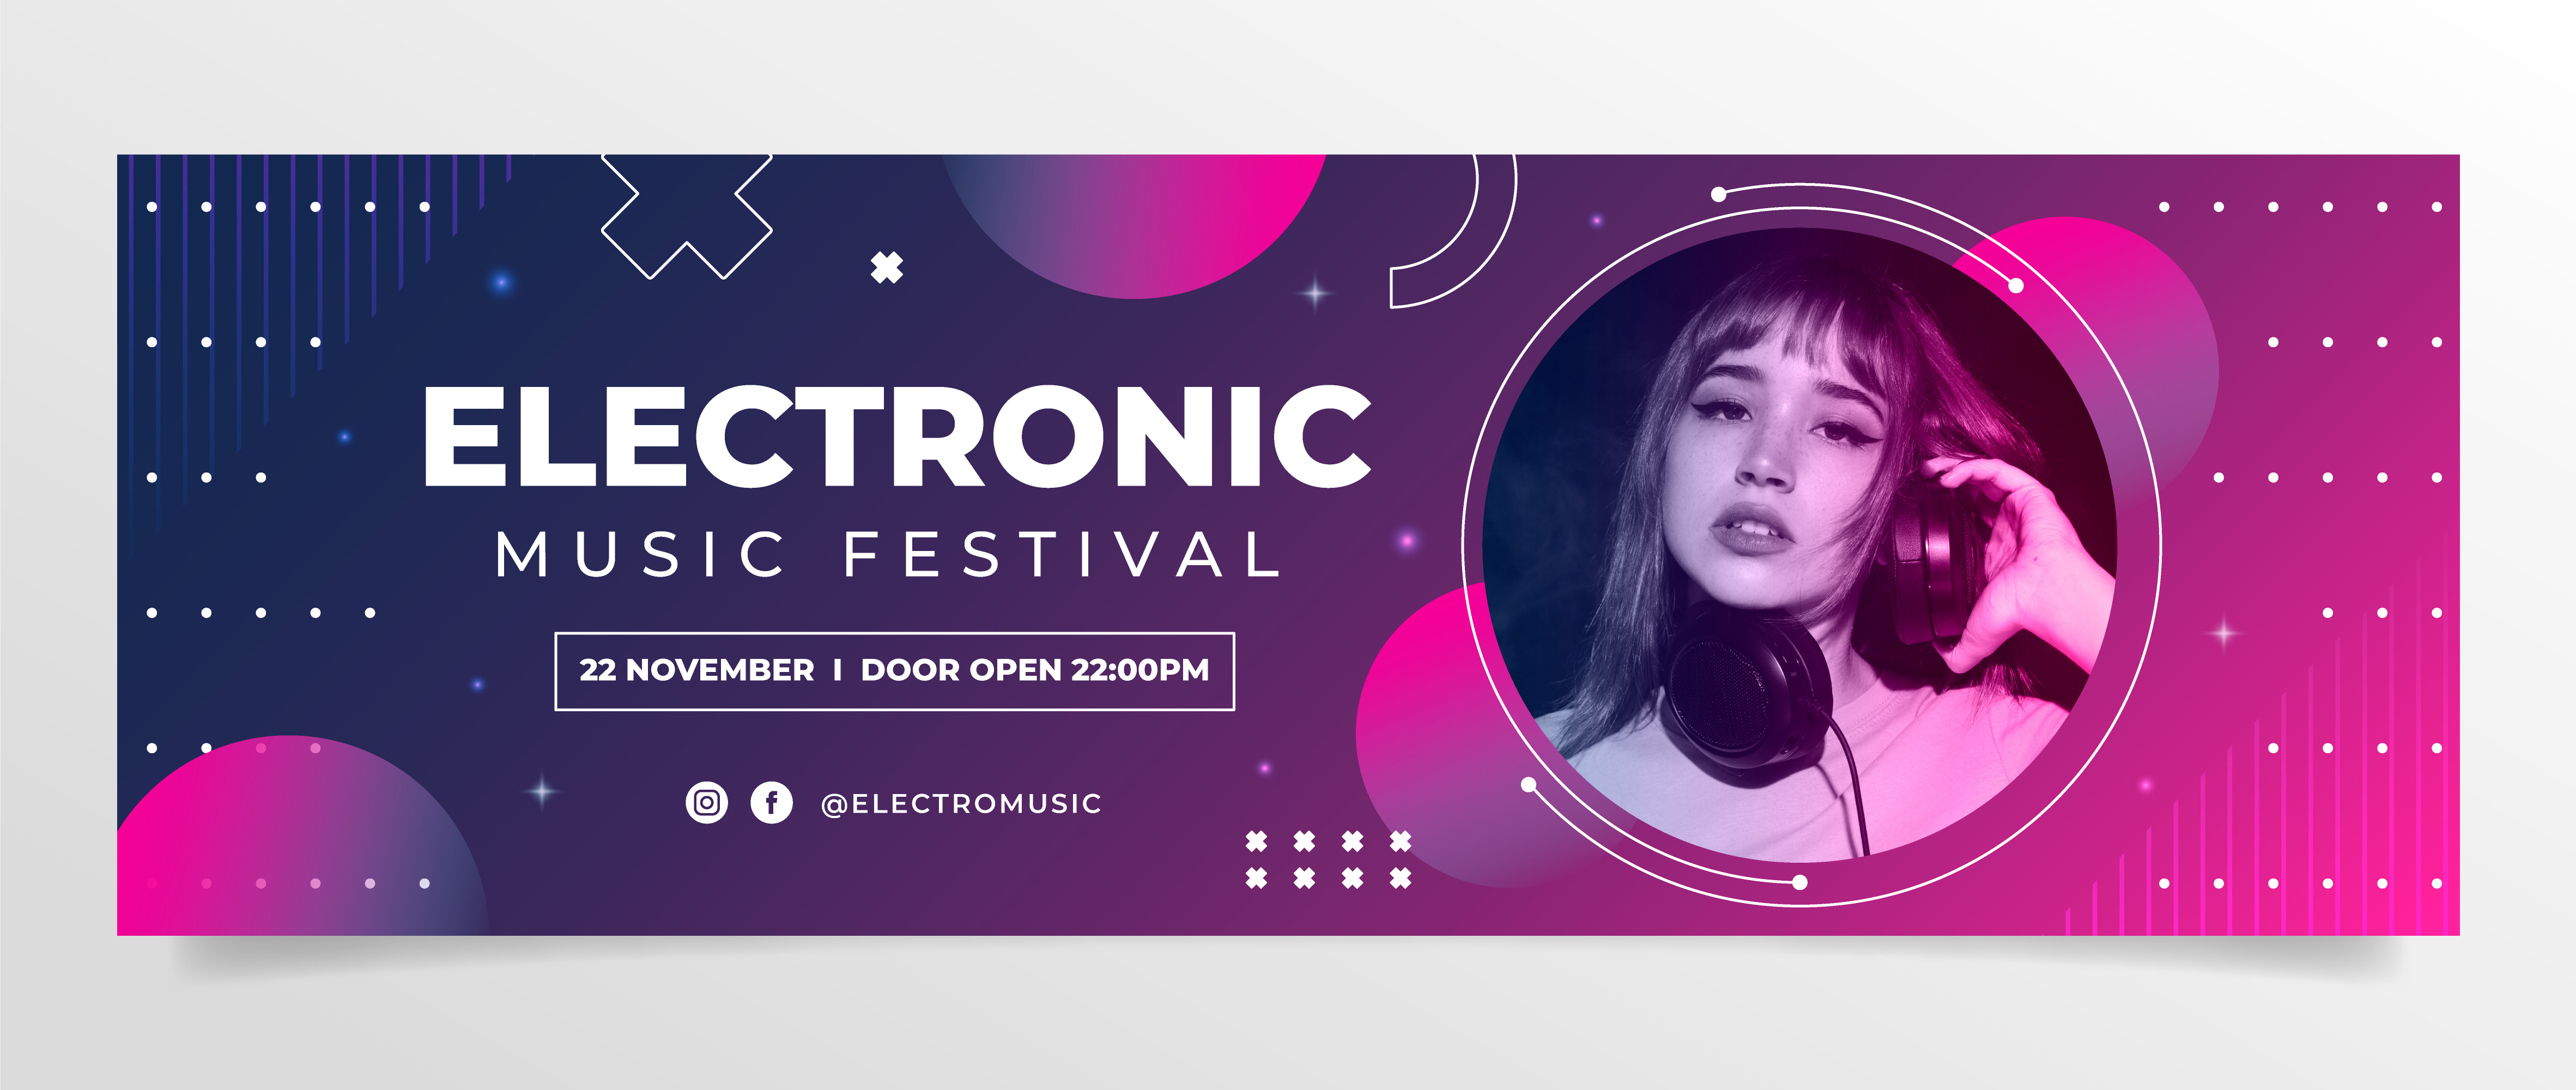 ELECTRONIC
MUSIC FESTIVAL
22 NOVEMBER I DOOR OPEN 22:00PM
@ELECTROMUSIC